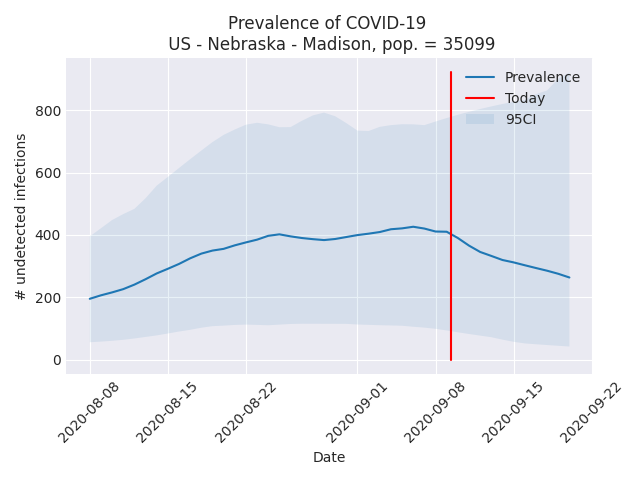 Prevalence of COVID-19
US - Nebraska - Madison, pop. = 35099
# undetected infections
800
600
400
200
0
Prevalence
Today
95CI
2020-08-08
2020-08-15
2020-08-22
2020-09-01
2020-09-08
2020-09-15
2020-09-22
Date